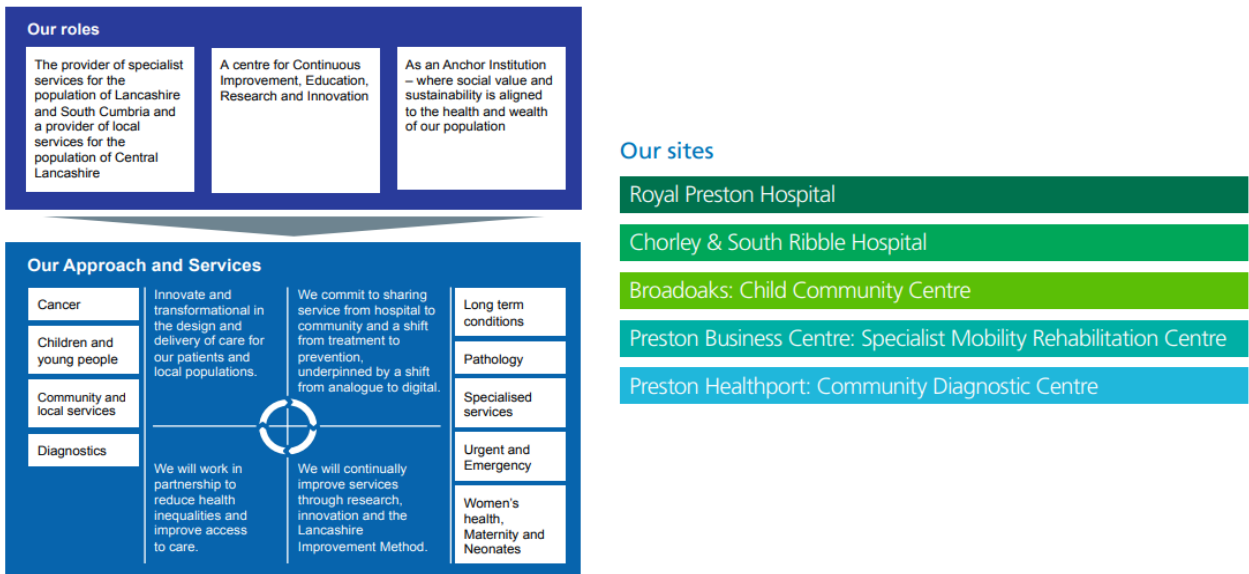 Our roles
The provider of specialist
services for the
population of Lancashire
and South Cumbria and
a provider of local
services for the
population of Central
Lancashire
A centre for Continuous
Improvement, Education,
Research and Innovation
As an Anchor Institution
– where social value and
sustainability is aligned
to the health and wealth
of our population
Our Approach and Services
Cancer
Children and
young people
Community and
local services
Diagnostics
Innovate and
transformational in
the design and
delivery of care for
our patients and
local populations.
We commit to sharing
service from hospital to
community and a shift
from treatment to
prevention,
underpinned by a shift
from analogue to digital.
We will work in
partnership to
reduce health
inequalities and
improve access
to care.
We will continually
improve services
through research,
innovation and the
Lancashire
Improvement Method.
Long term
conditions
Pathology
Specialised
services
Urgent and
Emergency
Women's
health,
Maternity and
Neonates
Our sites
Royal Preston Hospital
Chorley & South Ribble Hospital
Broadoaks: Child Community Centre
Preston Business Centre: Specialist Mobility Rehabilitation Centre
Preston Healthport: Community Diagnostic Centre